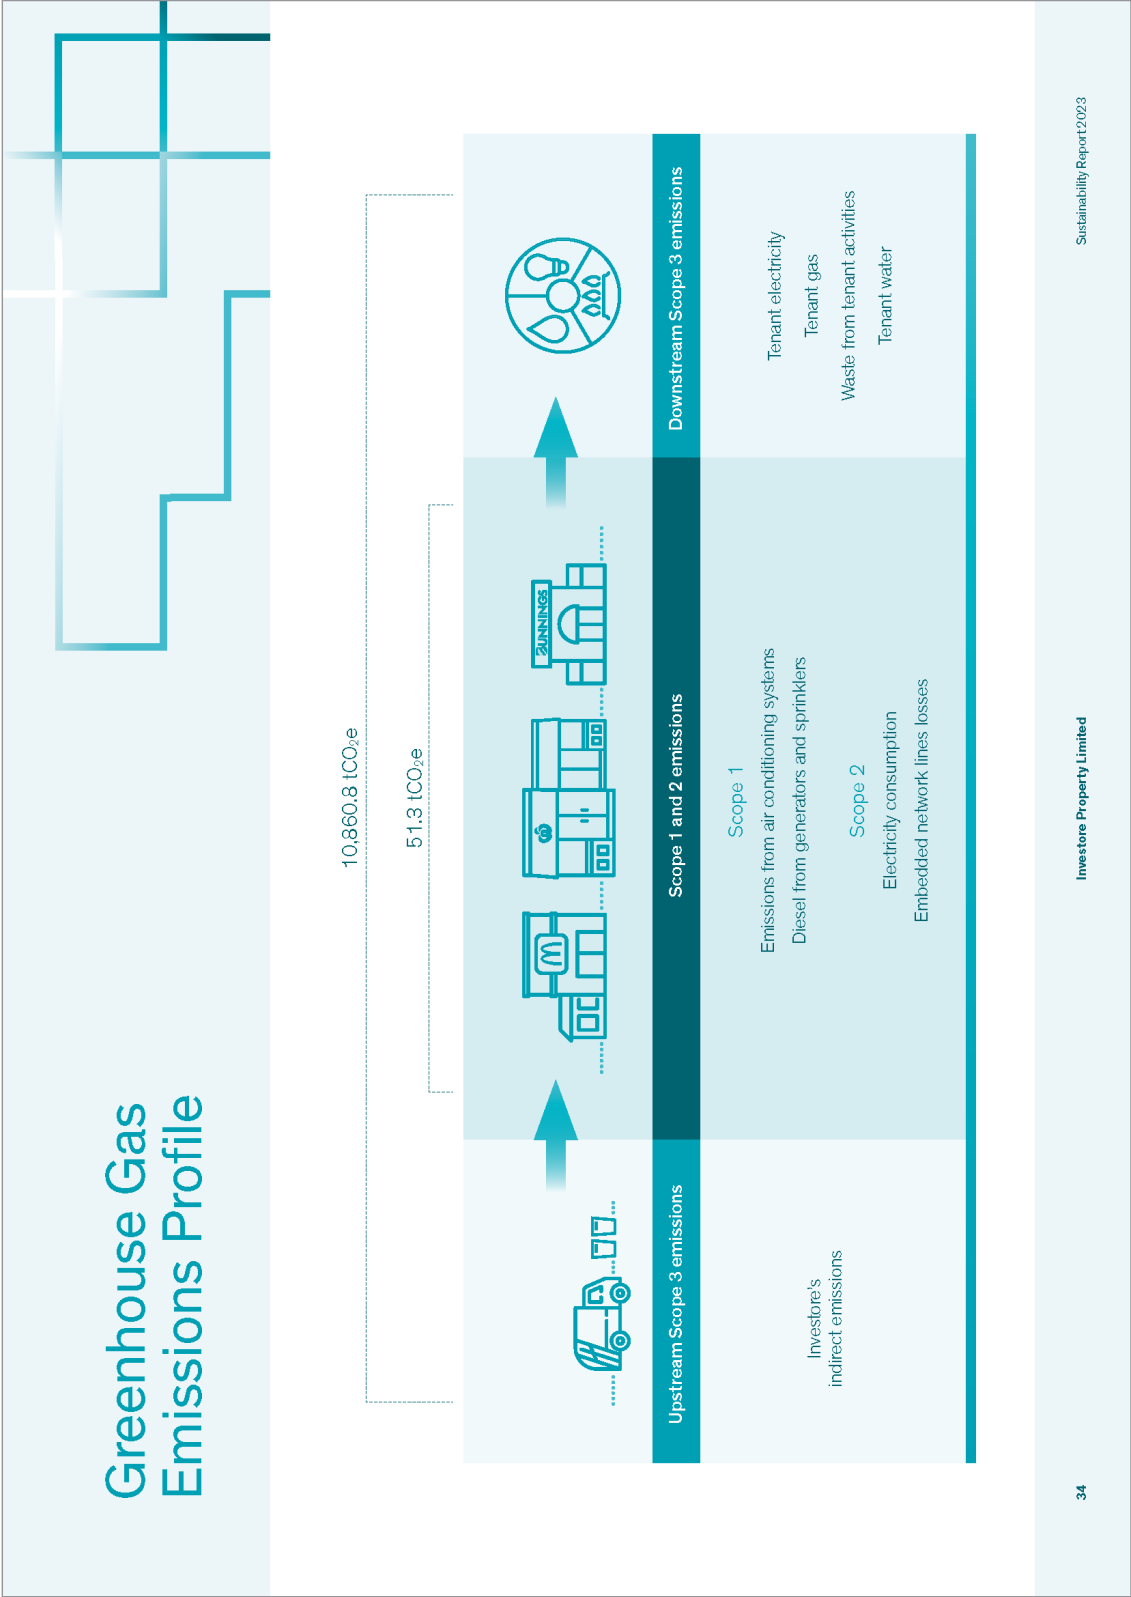 Greenhouse Gas
Emissions Profile
10,860.8 tCO₂e
51.3 tCO₂e
BUNNINGS
Upstream Scope 3 emissions
Scope 1 and 2 emissions
Downstream Scope 3 emissions
Investore's
indirect emissions
Scope 1
Emissions from air conditioning systems
Diesel from generators and sprinklers
Scope 2
Electricity consumption
Embedded network lines losses
Tenant electricity
Tenant gas
Waste from tenant activities
Tenant water
34
Investore Property Limited
Sustainability Report 2023